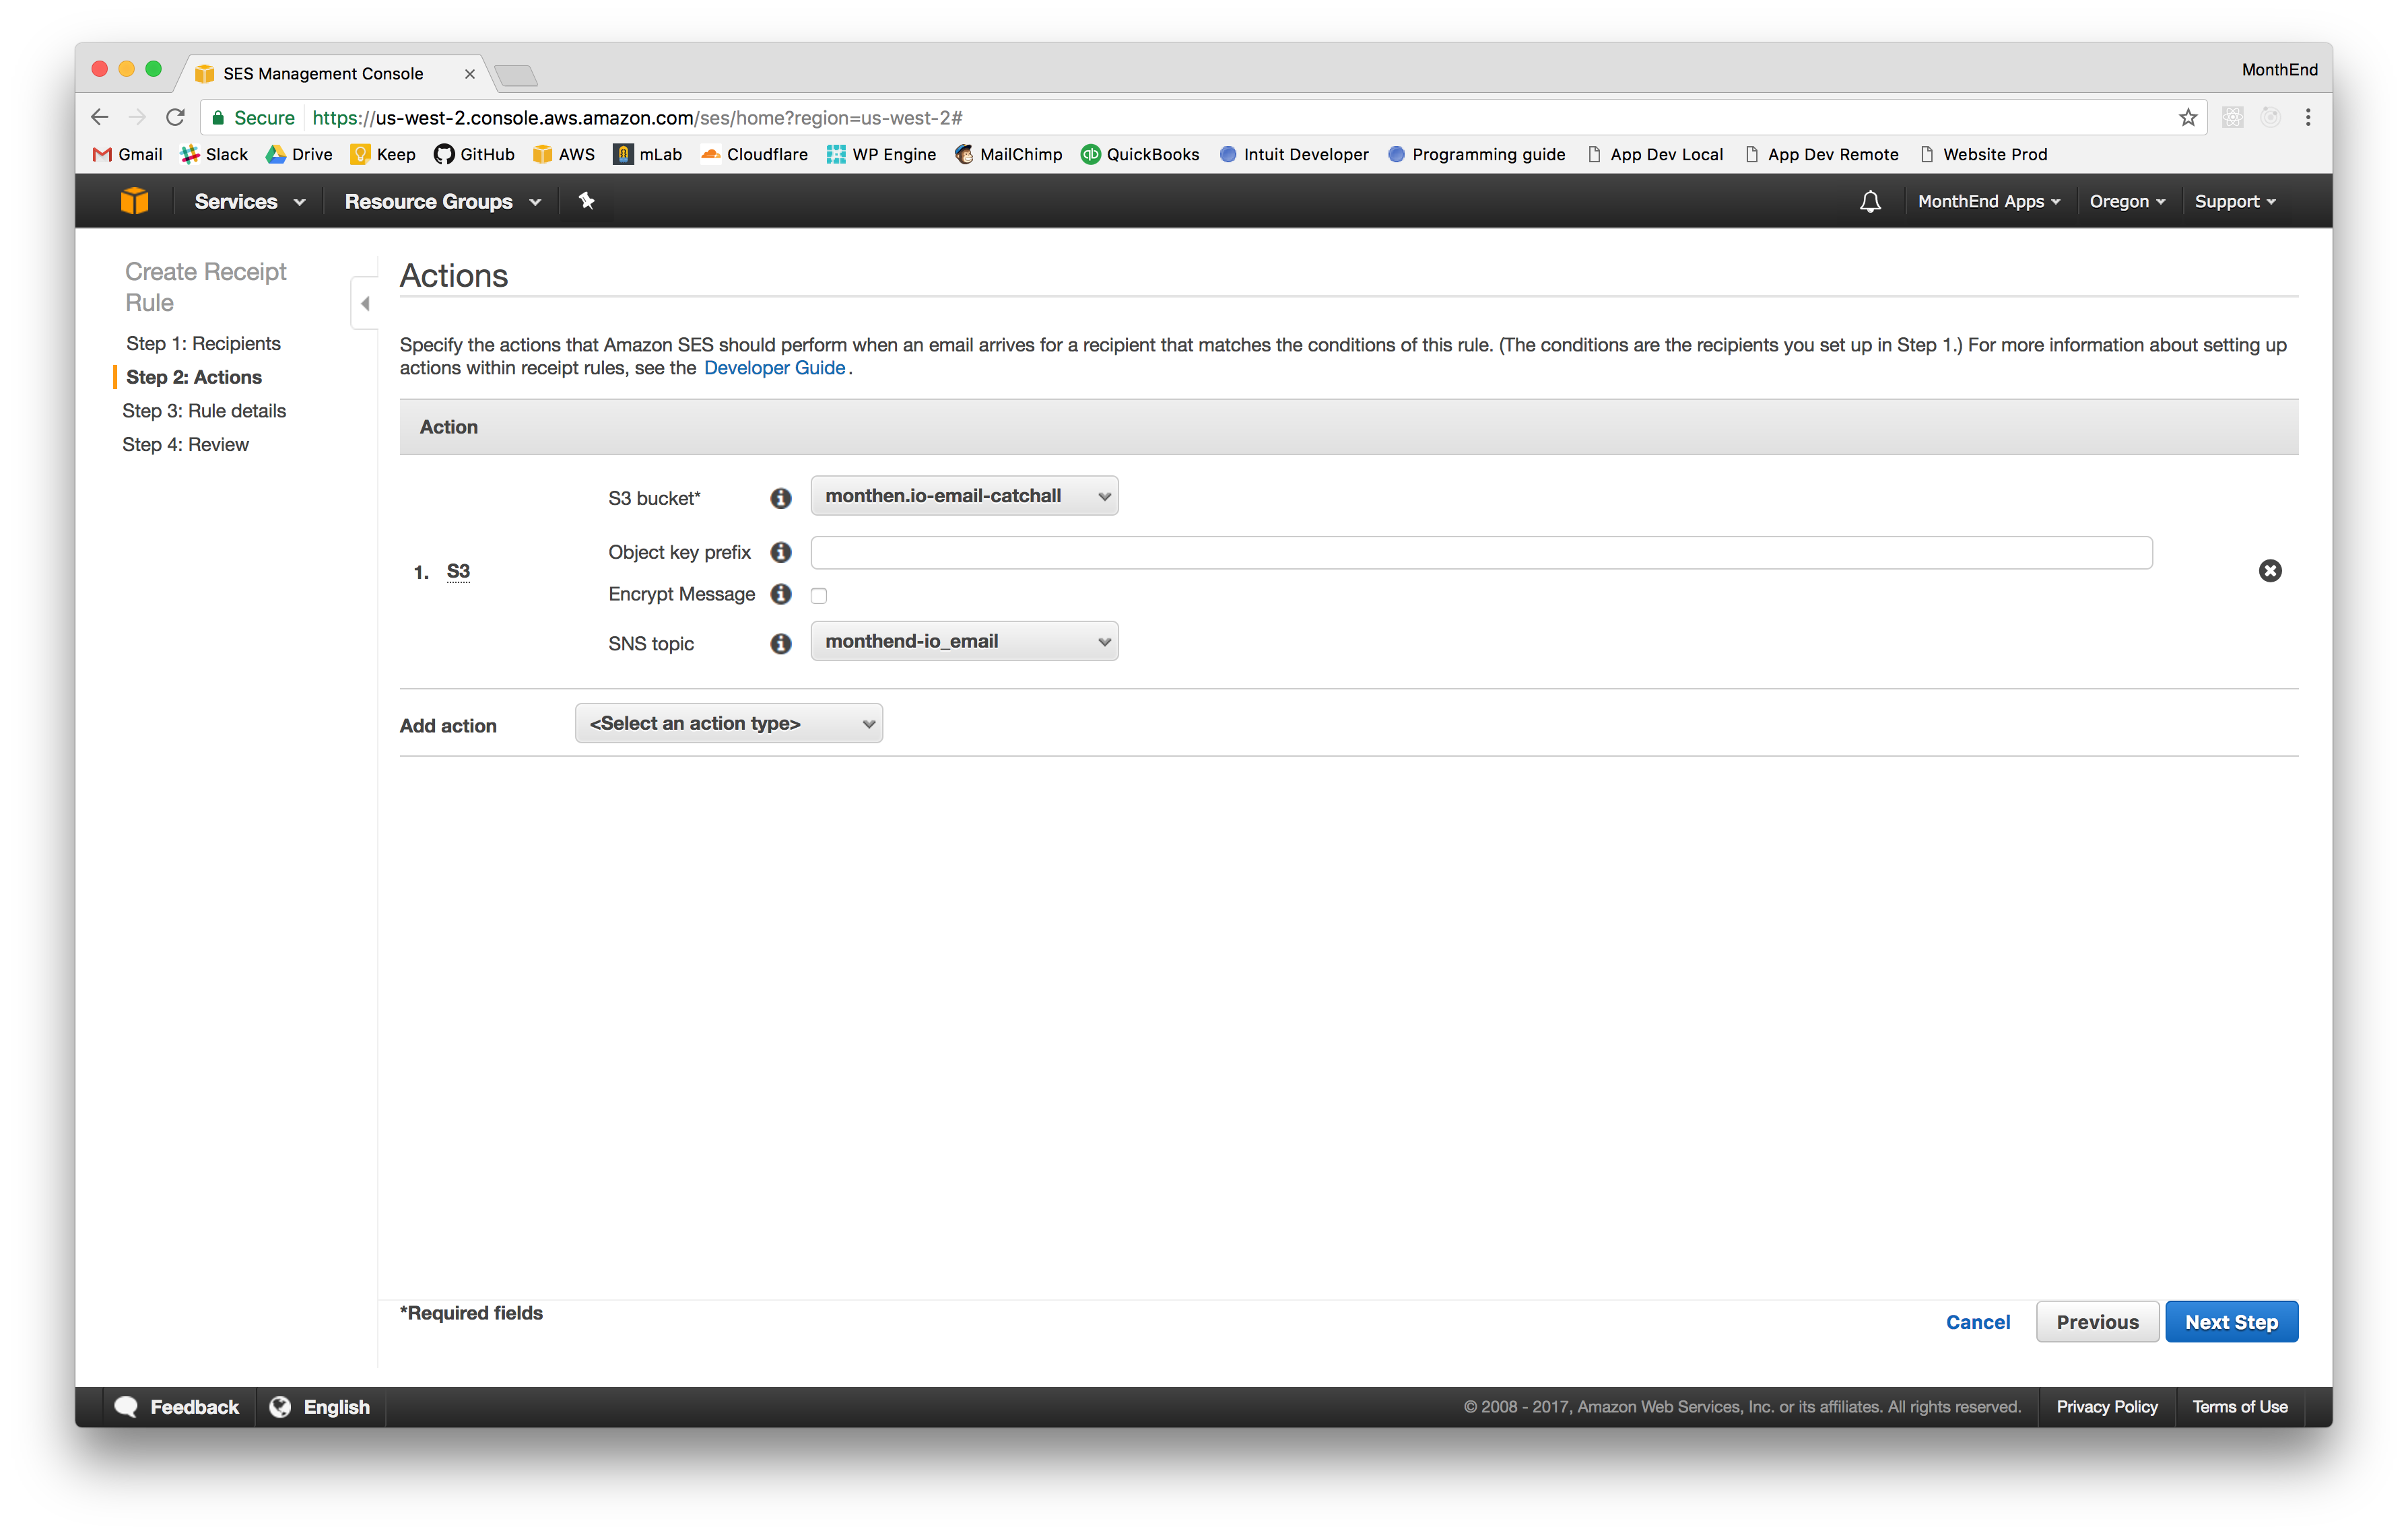 SES Management Console
MonthEnd
Secure https://us-west-2.console.aws.amazon.com/ses/home?region=us-west-2#
Gmail Slack Drive Keep GitHub AWS mLab Cloudflare WP Engine MailChimp QuickBooks Intuit Developer Programming guide App Dev Local App Dev Remote Website Prod
Services Resource Groups MonthEnd Apps Oregon Support
Create Receipt
Rule
Step 1: Recipients
Step 2: Actions
Step 3: Rule details
Step 4: Review
Actions
Specify the actions that Amazon SES should perform when an email arrives for a recipient that matches the conditions of this rule. (The conditions are the recipients you set up in Step 1.) For more information about setting up
actions within receipt rules, see the Developer Guide.
Action
1. S3
S3 bucket* monthen.io-email-catchall
Object key prefix
Encrypt Message
SNS topic monthend-io_email
Add action <Select an action type>
*Required fields
Cancel Previous Next Step
Feedback English © 2008 - 2017, Amazon Web Services, Inc. or its affiliates. All rights reserved. Privacy Policy Terms of Use